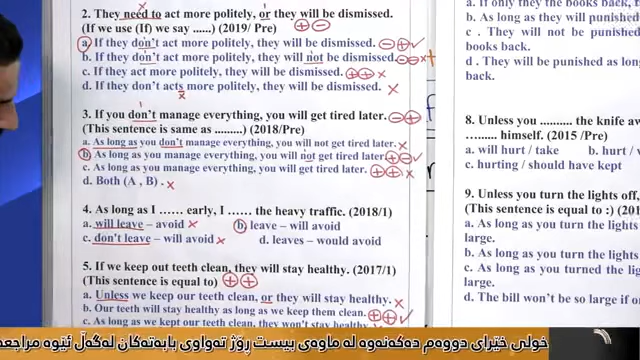 2. They need to act more politely, or they will be dismissed.
(If we use (If) we say ......) (2019/ Pre)
a. If they don't act more politely, they will be dismissed.
b. If they don't act more politely, they will not be dismissed.
c. If they act more politely, they will be dismissed.
d. If they don't acts more politely, they will be dismissed.
3. If you don't manage everything, you will get tired later.
(This sentence is same as .........) (2018/Pre)
a. As long as you don't manage everything, you will not get tired later.
b) As long as you manage everything, you will not get tired later.
c. As long as you manage everything, you will get tired later.
d. Both (A , B) .
4. As long as I ...... early, I ...... the heavy traffic. (2018/1)
a. will leave – avoid
b. leave – will avoid
c. don't leave – will avoid
d. leaves – would avoid
5. If we keep out teeth clean, they will stay healthy. (2017/1)
(This sentence is equal to)
a. Unless we keep our teeth clean, or they will stay healthy.
b. Our teeth will stay healthy as long as we keep them clean.
c. As long as we keep our teeth clean, they won't stay healthy.
a. If only they the books back,
b. As long as they will punished
c . They will not be punished
books back.
d . They will be punished as long
back.
8. Unless you .......... the knife aw
......... himself. (2015 /Pre)
a. will hurt / take
b. hurt /
c. hurting / should have kept
9. Unless you turn the lights off,
(This sentence is equal to :) (201
a. As long as you turn the lights
large.
b. As long as you turn the lights
c. As long as you turned the lights
large.
d. The bill won't be so large if o
خولی خێرای دووەم دەکەنەوە لە ماوەی بیست ڕۆژ تەواوی بابەتەکان لەگەڵ ئێوە مراجعە